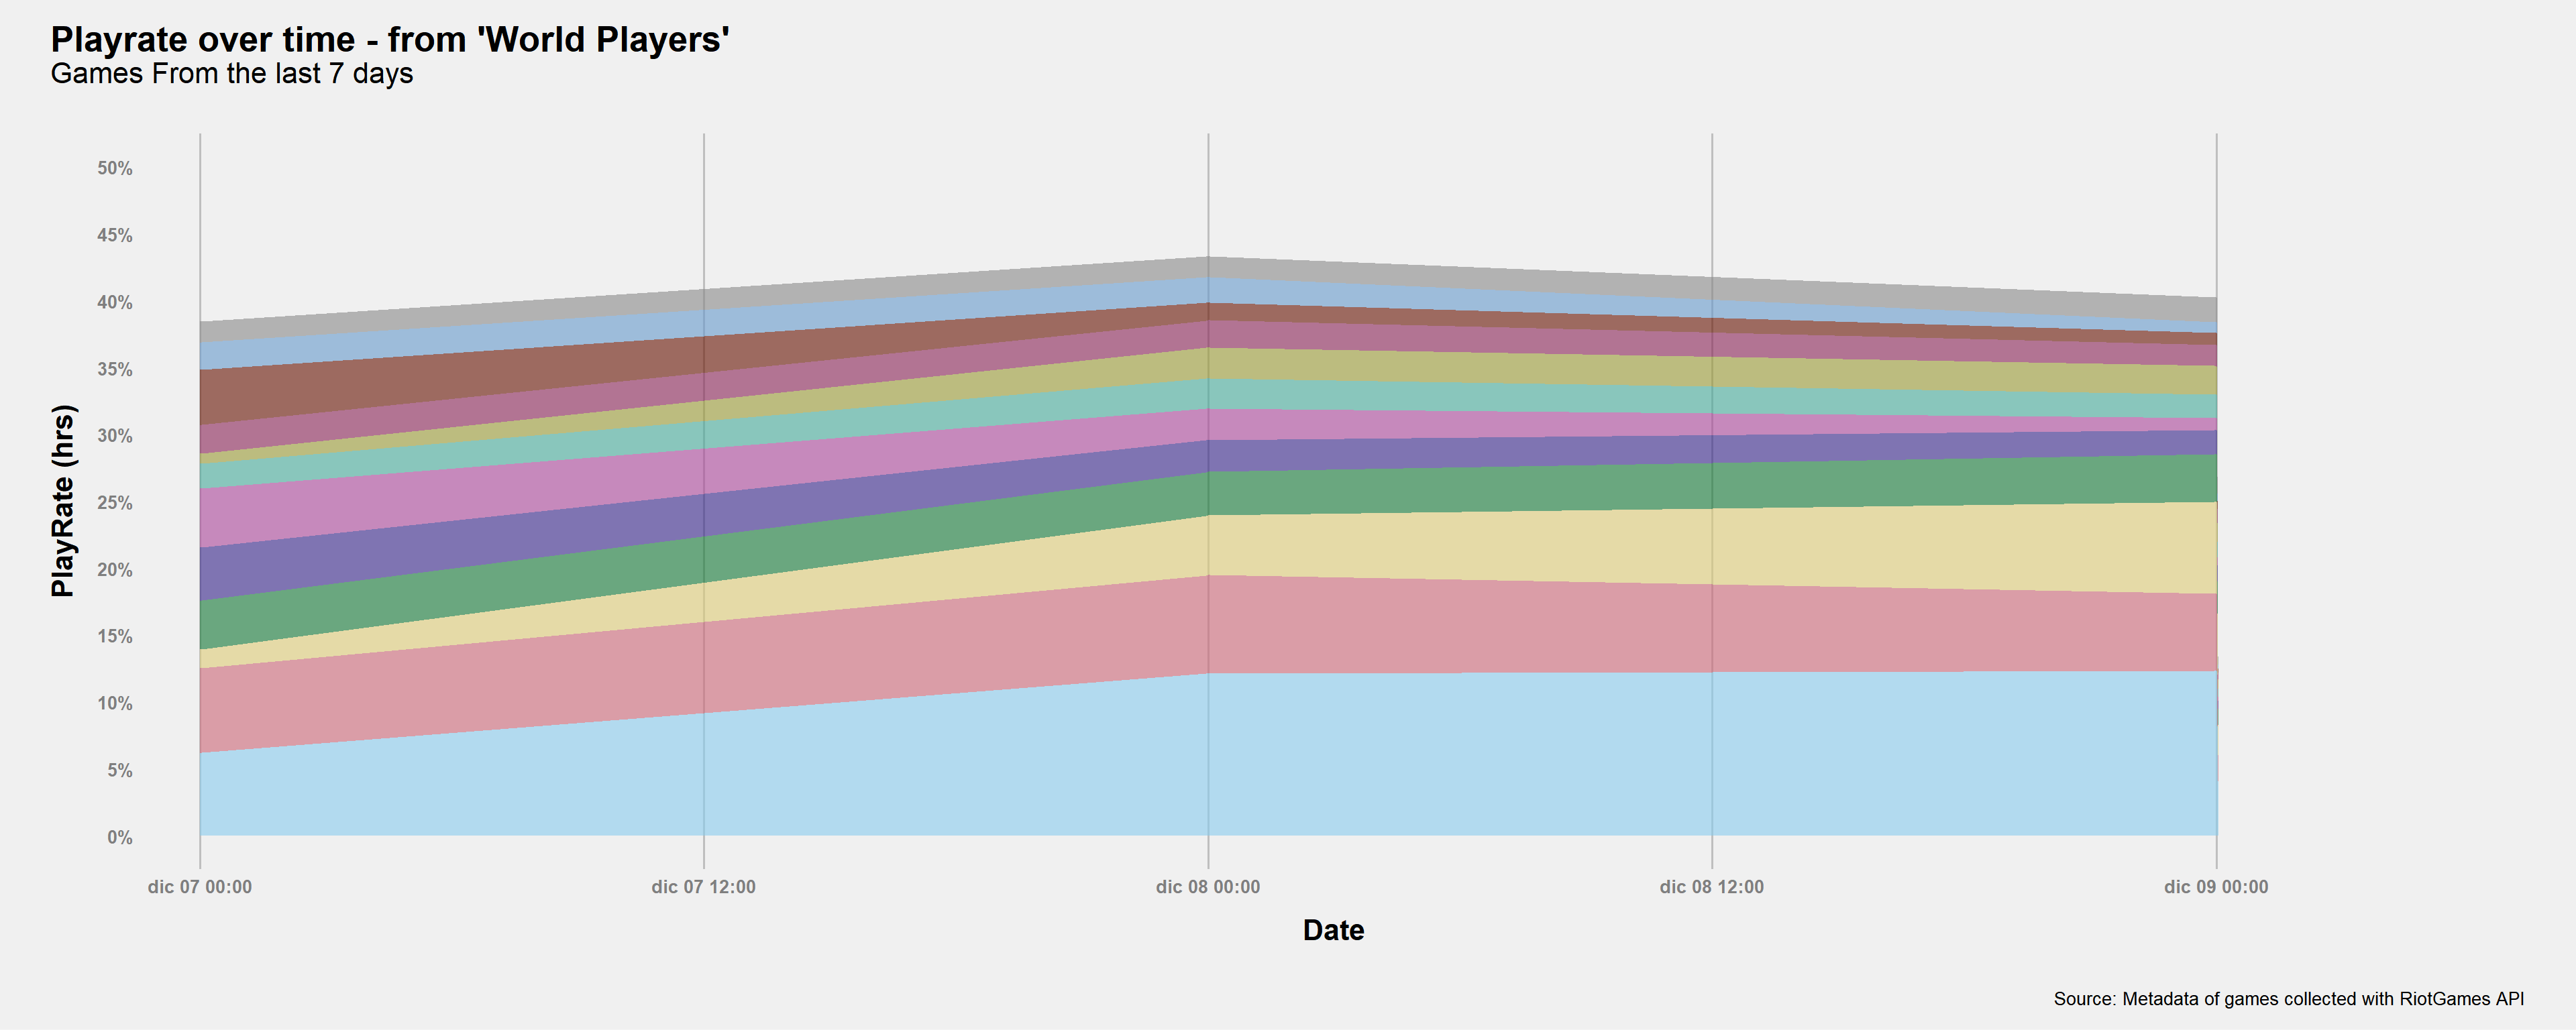 Playrate over time - from 'World Players'
Games From the last 7 days
50%
45%
40%
35%
30%
25%
20%
15%
10%
5%
0%
PlayRate (hrs)
dic 07 00:00
dic 07 12:00
dic 08 00:00
dic 08 12:00
dic 09 00:00
Date
Source: Metadata of games collected with RiotGames API